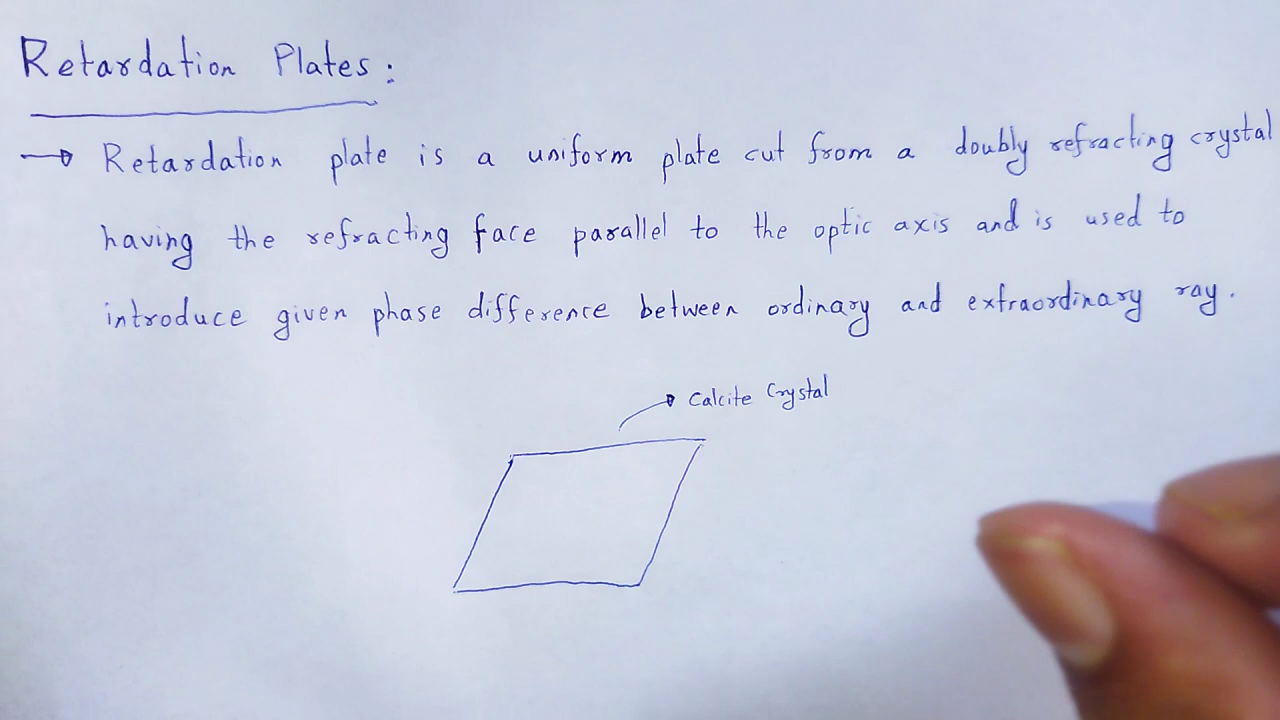 Retardation Plates :
→ Retardation plate is a uniform plate cut from a doubly refracting crystal
having the refracting face parallel to the optic axis and is used to
introduce given phase difference between ordinary and extraordinary ray.
Calcite Crystal